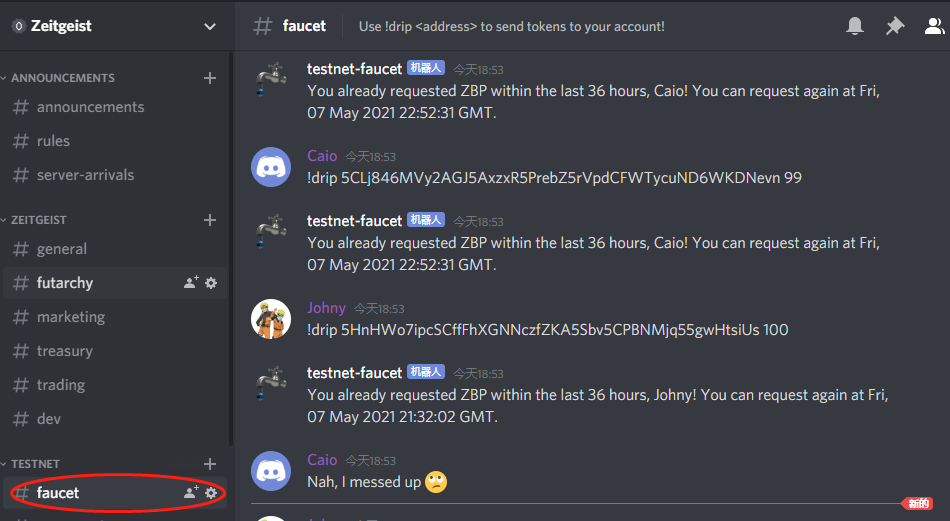 Zeitgeist
ANNOUNCEMENTS
# announcements
# rules
# server-arrivals
ZEITGEIST
# general
# futarchy
# marketing
# treasury
# trading
# dev
TESTNET
# faucet
# faucet Use !drip <address> to send tokens to your account!
testnet-faucet 机器人 今天18:53
You already requested ZBP within the last 36 hours, Caio! You can request again at Fri,
07 May 2021 22:52:31 GMT.
Caio 今天18:53
!drip 5CLj846MVy2AGJ5AxzxR5PrebZ5rVpdCFWTycuND6WKDNevn 99
testnet-faucet 机器人 今天18:53
You already requested ZBP within the last 36 hours, Caio! You can request again at Fri,
07 May 2021 22:52:31 GMT.
Johny 今天18:53
!drip 5HnHWo7ipcSCffFhXGNNczfZKA5Sbv5CPBNMjq55gwHtsiUs 100
testnet-faucet 机器人 今天18:53
You already requested ZBP within the last 36 hours, Johny! You can request again at Fri,
07 May 2021 21:32:02 GMT.
Caio 今天18:53
Nah, I messed up 🙄
新的